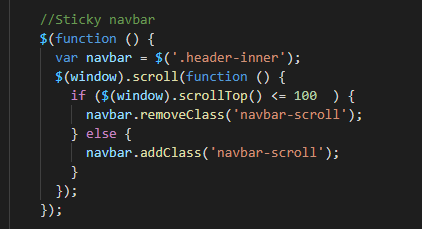 //Sticky navbar
$(function () {
var navbar = $('.header-inner');
$(window).scroll(function () {
if ($(window).scrollTop() <= 100  ) {
navbar.removeClass('navbar-scroll');
} else {
navbar.addClass('navbar-scroll');
}
});
});